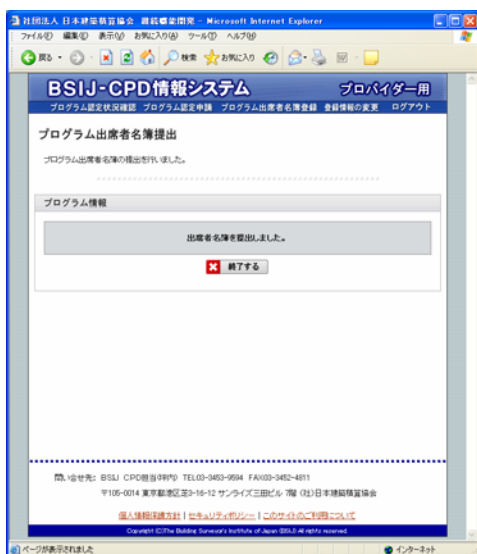 社団法人 日本建築積算協会 継続職能開発 - Microsoft Internet Explorer
ファイル(F) 編集(E) 表示(V) お気に入り(A) ツール(T) ヘルプ(H)
戻る 検索 お気に入り
BSIJ-CPD情報システム プロバイダー用
プログラム認定状況確認 プログラム認定申請 プログラム出席者名簿登録 登録情報の変更 ログアウト
プログラム出席者名簿提出
プログラム出席者名簿の提出を行いました。
プログラム情報
出席者名簿を提出しました。
終了する
問い合せ先: BSIJ CPD担当(神内) TEL03-3453-9594 FAX03-3452-4811
〒105-0014 東京都港区芝3-16-12 サンライズ三田ビル 7階 (社)日本建築積算協会
個人情報保護方針 | セキュリティポリシー | このサイトのご利用について
Copyright (C)The Building Surveyor's Institute of Japan (BSIJ) All rights reserved.
ページが表示されました インターネット